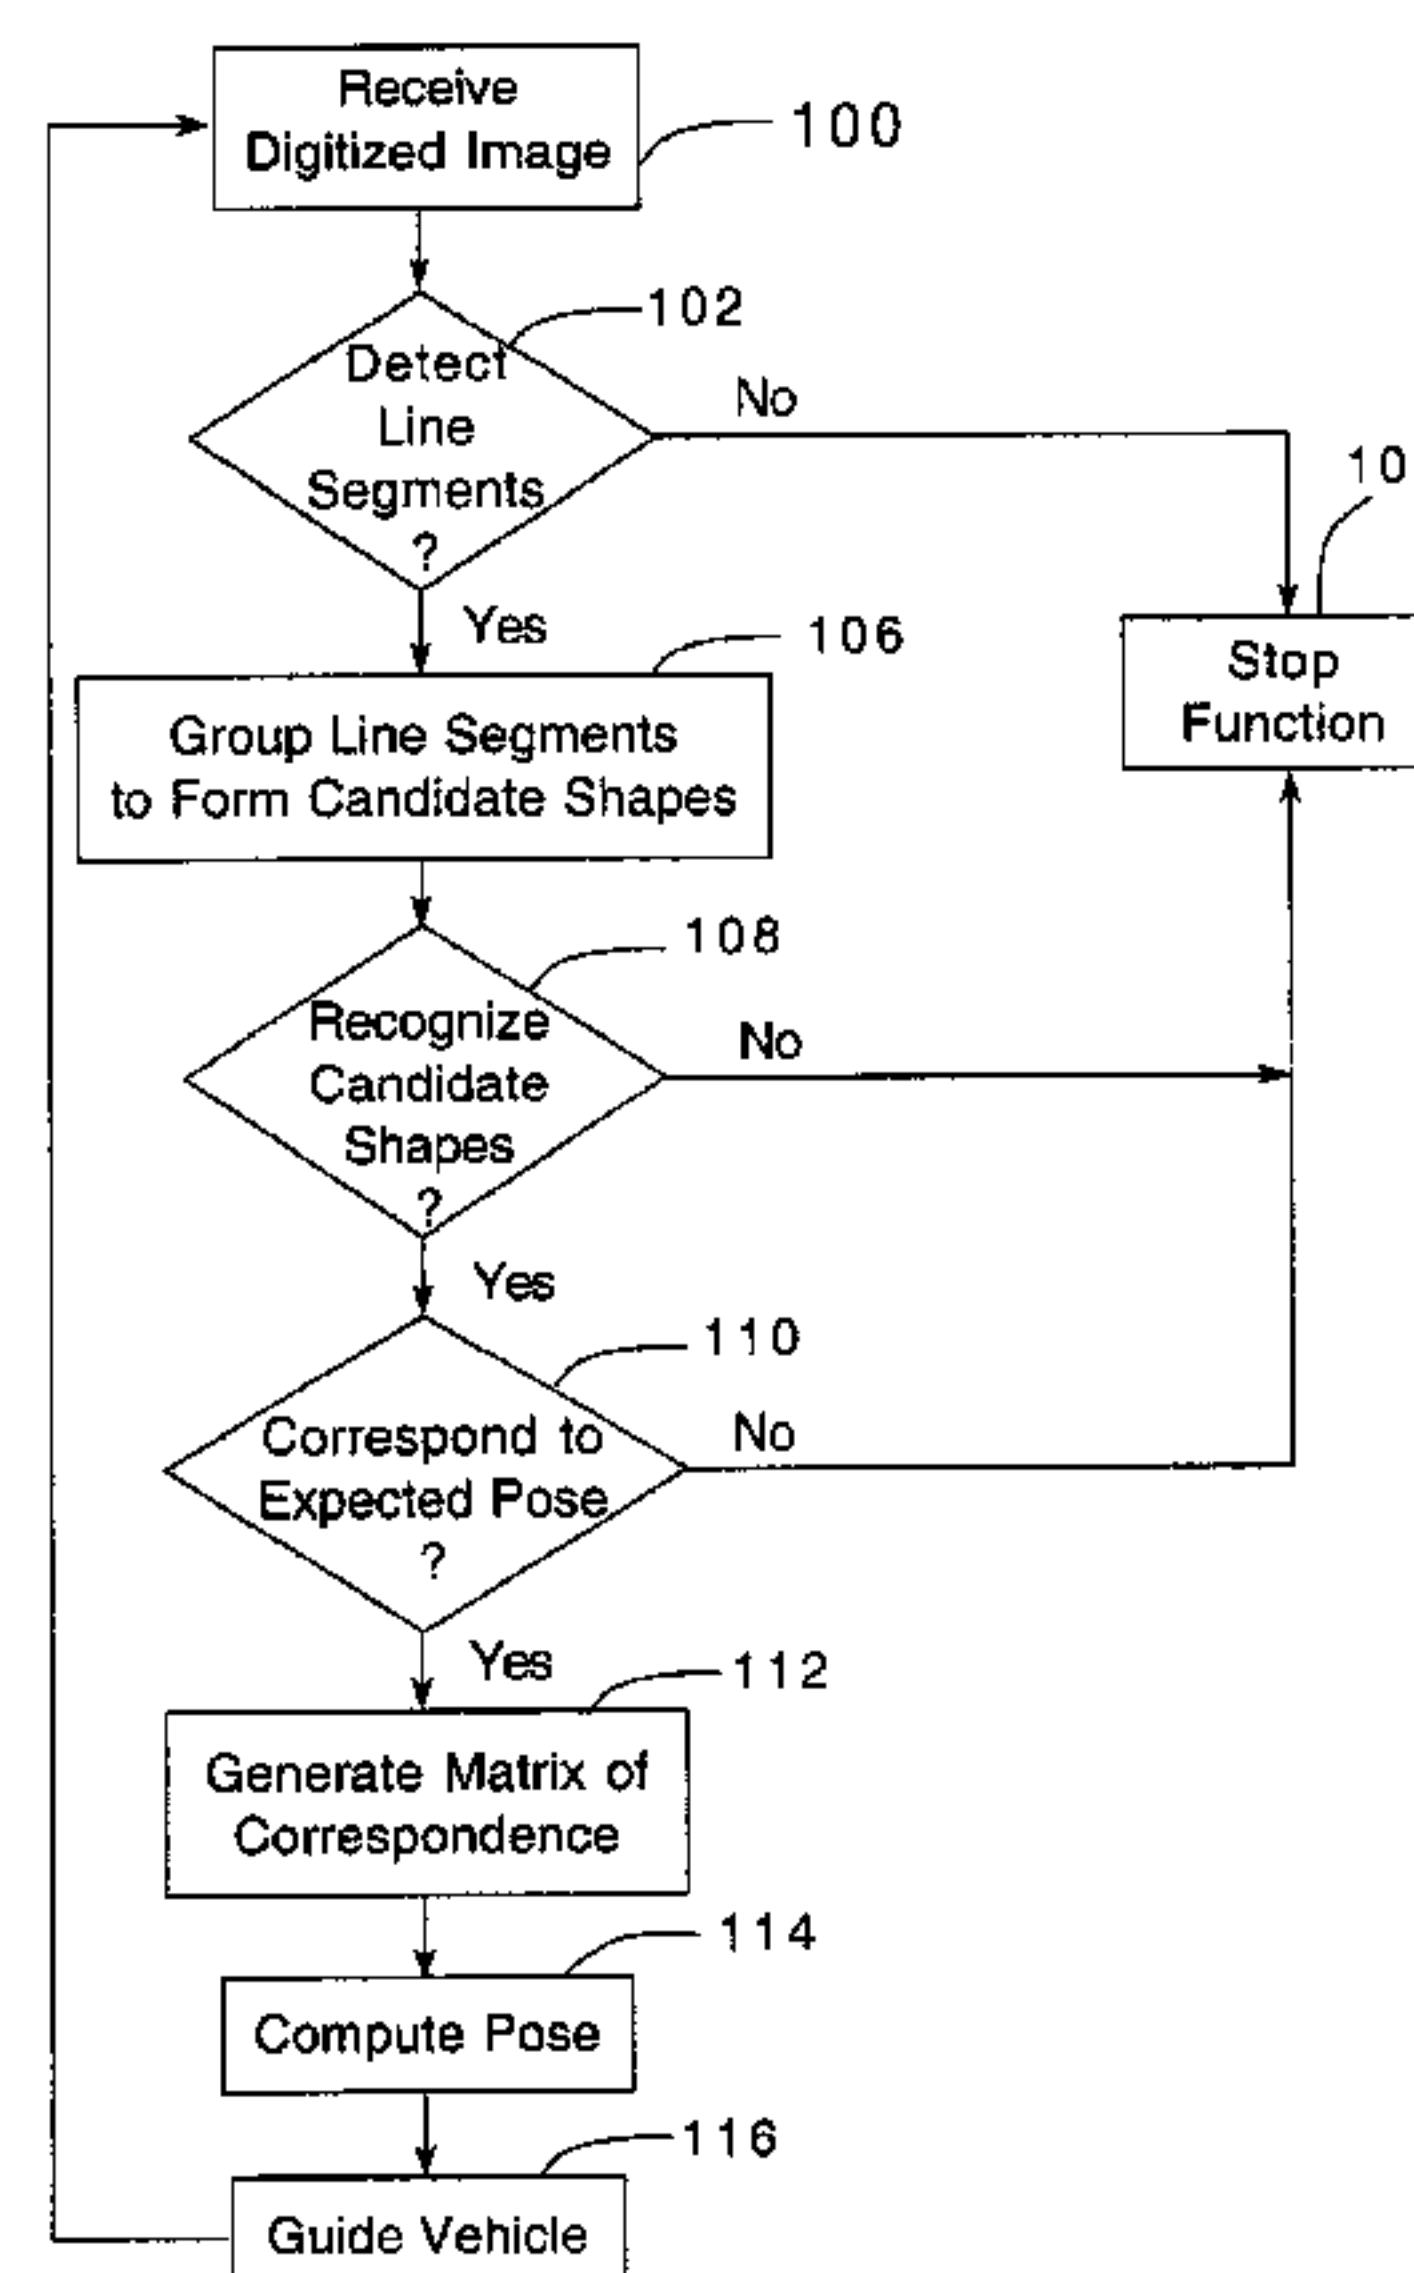 Receive
Digitized Image
100
102
Detect
Line
Segments
?
No
10
Yes
106
Stop
Function
Group Line Segments
to Form Candidate Shapes
108
Recognize
Candidate
Shapes
?
No
Yes
110
Correspond to
Expected Pose
?
No
Yes
112
Generate Matrix of
Correspondence
114
Compute Pose
116
Guide Vehicle